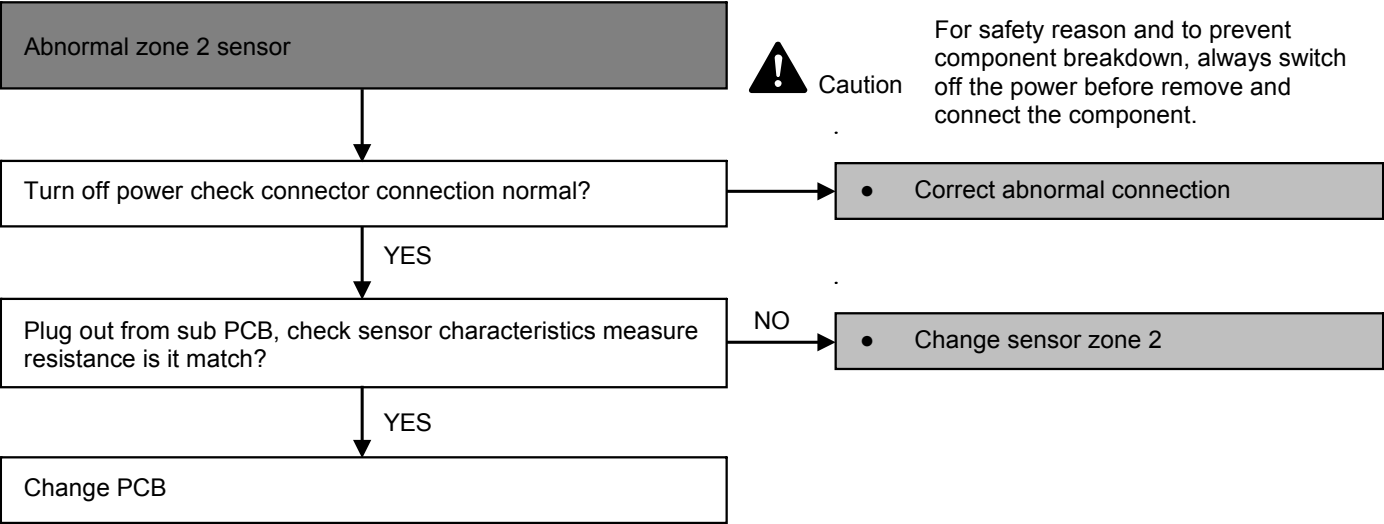 Abnormal zone 2 sensor
Caution
For safety reason and to prevent
component breakdown, always switch
off the power before remove and
connect the component.
.
Turn off power check connector connection normal?
● Correct abnormal connection
YES
.
Plug out from sub PCB, check sensor characteristics measure
resistance is it match?
NO
● Change sensor zone 2
YES
Change PCB